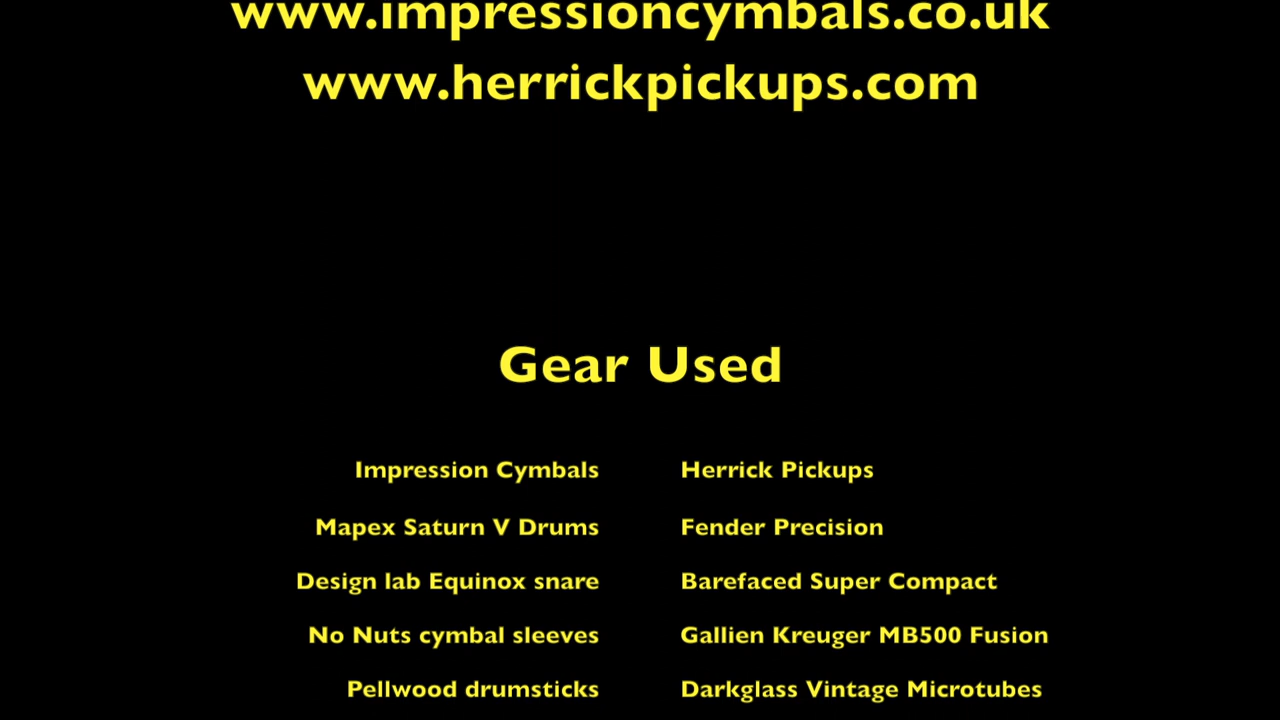 www.impressioncymbals.co.uk
www.herrickpickups.com
Gear Used
Impression Cymbals Herrick Pickups
Mapex Saturn V Drums Fender Precision
Design lab Equinox snare Barefaced Super Compact
No Nuts cymbal sleeves Gallien Kreuger MB500 Fusion
Pellwood drumsticks Darkglass Vintage Microtubes